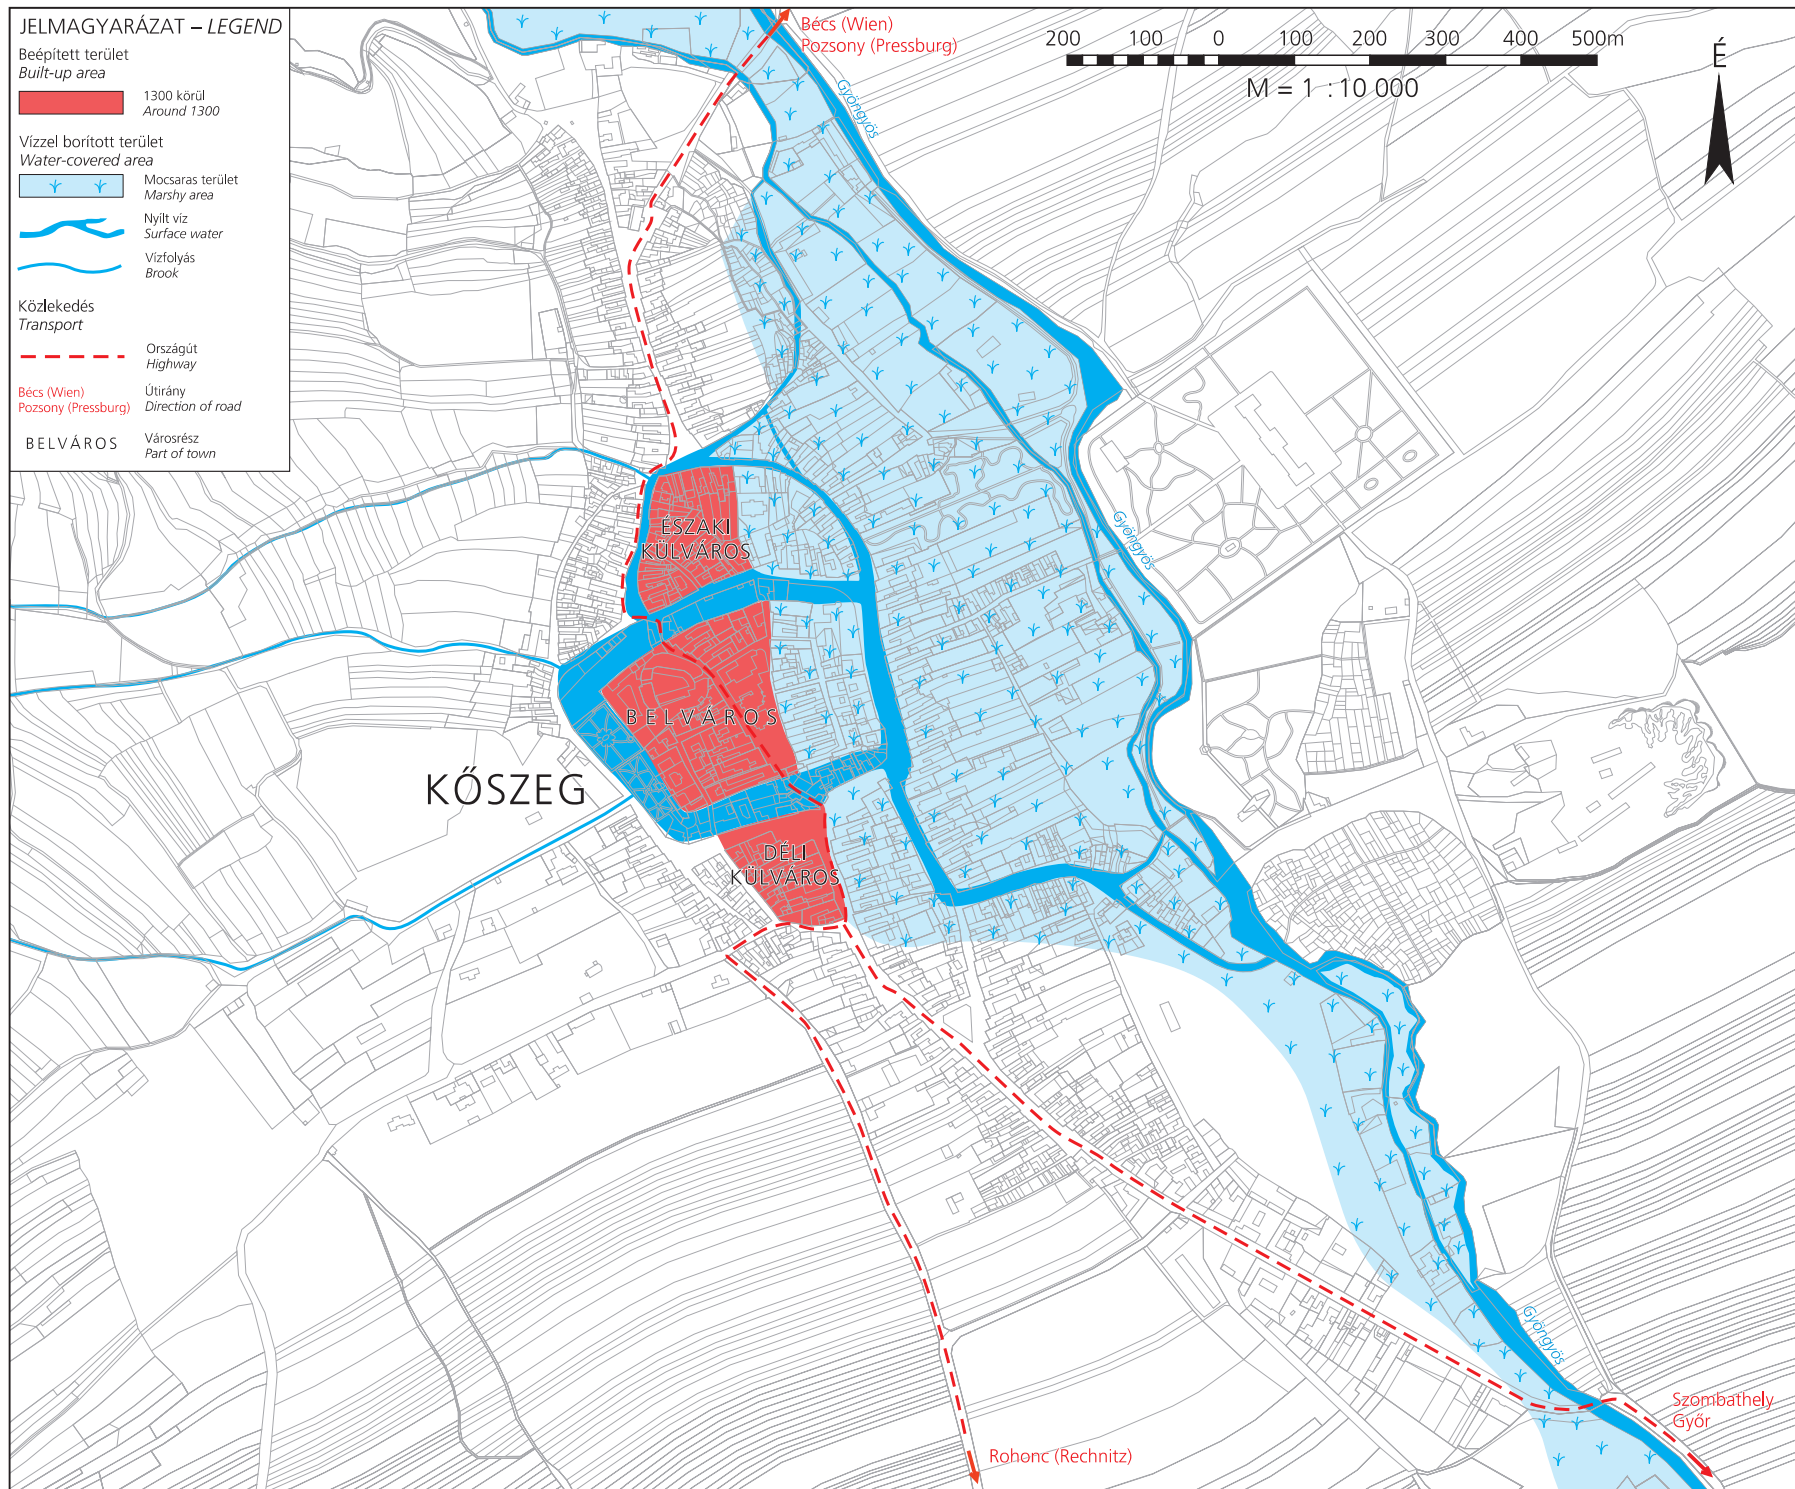 JELMAGYARÁZAT – LEGEND
Beépített terület
Built-up area
1300 körül
Around 1300
Vízzel borított terület
Water-covered area
Mocsaras terület
Marshy area
Nyílt víz
Surface water
Vízfolyás
Brook
Közlekedés
Transport
Országút
Highway
Bécs (Wien)
Pozsony (Pressburg)
Útirány
Direction of road
BELVÁROS
Városrész
Part of town
Bécs (Wien)
Pozsony (Pressburg)
200 100 0 100 200 300 400 500m
M = 1 : 10 000
É
Gyöngyös
ÉSZAKI
KÜLVÁROS
Gyöngyös
BELVÁROS
KŐSZEG
DÉLI
KÜLVÁROS
Gyöngyös
Szombathely
Győr
Rohonc (Rechnitz)